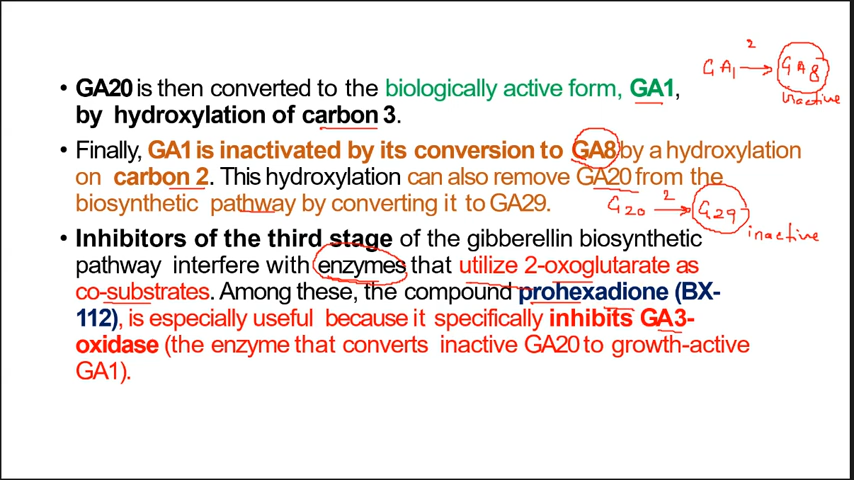 GA1 2→ GA8
inactive
• GA20 is then converted to the biologically active form, GA1,
by hydroxylation of carbon 3.
• Finally, GA1 is inactivated by its conversion to GA8 by a hydroxylation
on carbon 2. This hydroxylation can also remove GA20 from the
biosynthetic pathway by converting it to GA29.
G20 2→ G29
inactive
• Inhibitors of the third stage of the gibberellin biosynthetic
pathway interfere with enzymes that utilize 2-oxoglutarate as
co-substrates. Among these, the compound prohexadione (BX-
112), is especially useful because it specifically inhibits GA3-
oxidase (the enzyme that converts inactive GA20 to growth-active
GA1).